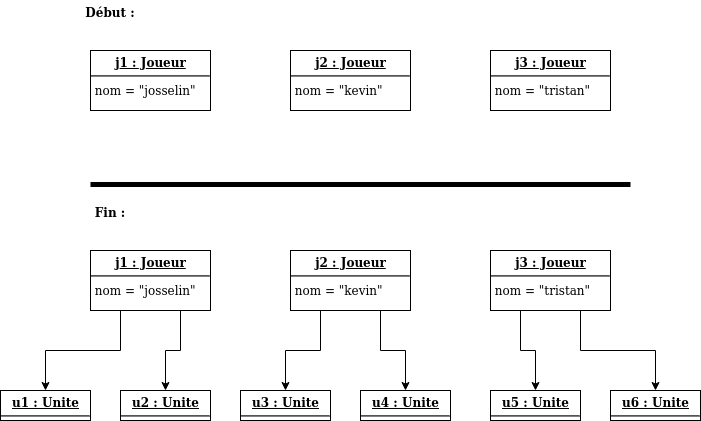 Début :
j1 : Joueur
nom = "josselin"
j2 : Joueur
nom = "kevin"
j3 : Joueur
nom = "tristan"
Fin :
j1 : Joueur
nom = "josselin"
j2 : Joueur
nom = "kevin"
j3 : Joueur
nom = "tristan"
u1 : Unite
u2 : Unite
u3 : Unite
u4 : Unite
u5 : Unite
u6 : Unite